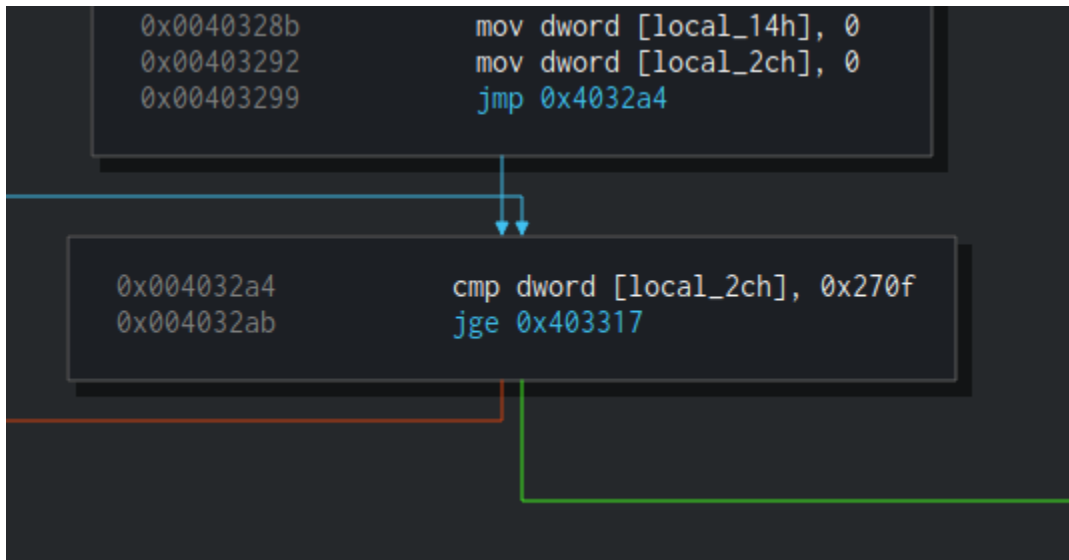 0x0040328b mov dword [local_14h], 0
0x00403292 mov dword [local_2ch], 0
0x00403299 jmp 0x4032a4
0x004032a4 cmp dword [local_2ch], 0x270f
0x004032ab jge 0x403317